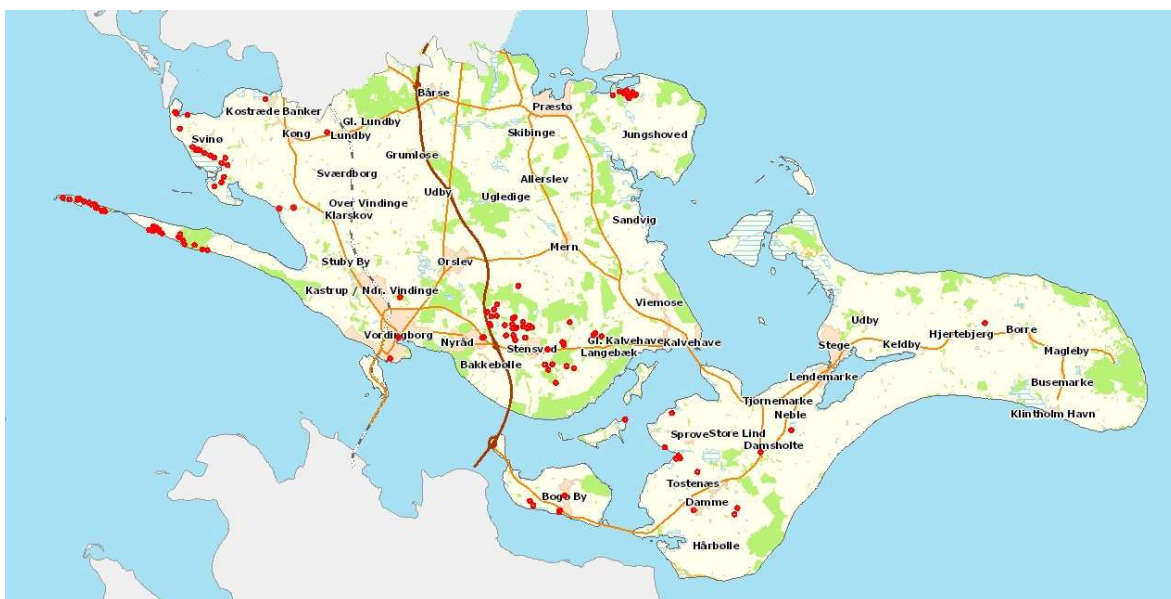 Bårse
Præstø
Kostræde Banker
Gl. Lundby
Køng
Lundby
Skibinge
Jungshoved
Svinø
Grumløse
Sværdborg
Allerslev
Udby
Ugledige
Over Vindinge
Klarskov
Sandvig
Mern
Stuby By
Ørslev
Kastrup / Ndr. Vindinge
Viemose
Vordingborg
Nyråd
Stensved
Gl. Kalvehave
Kalvehave
Langebæk
Bakkebølle
Udby
Stege
Keldby
Hjertebjerg
Borre
Magleby
Lendemarke
Busemarke
Tjørnemarke
Neble
Klintholm Havn
Sprove
Store Lind
Damsholte
Tostenæs
Bogø By
Damme
Hårbølle